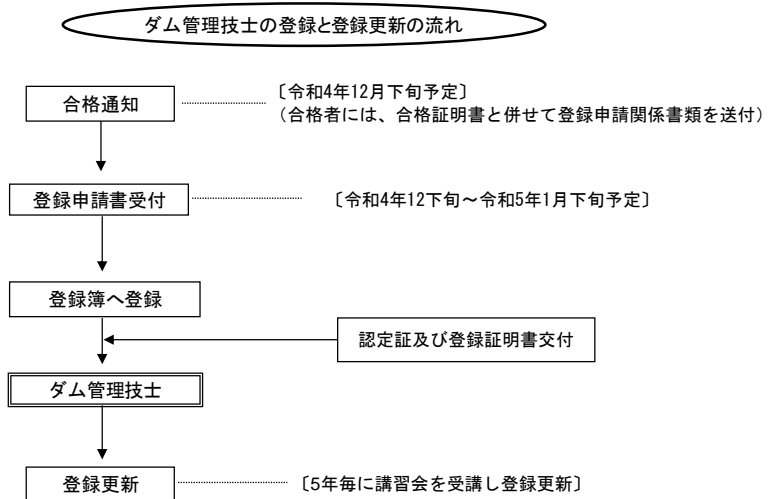 ダム管理技士の登録と登録更新の流れ
合格通知
〔令和4年12月下旬予定〕
（合格者には、合格証明書と併せて登録申請関係書類を送付）
登録申請書受付
〔令和4年12下旬～令和5年1月下旬予定〕
登録簿へ登録
認定証及び登録証明書交付
ダム管理技士
登録更新
〔5年毎に講習会を受講し登録更新〕